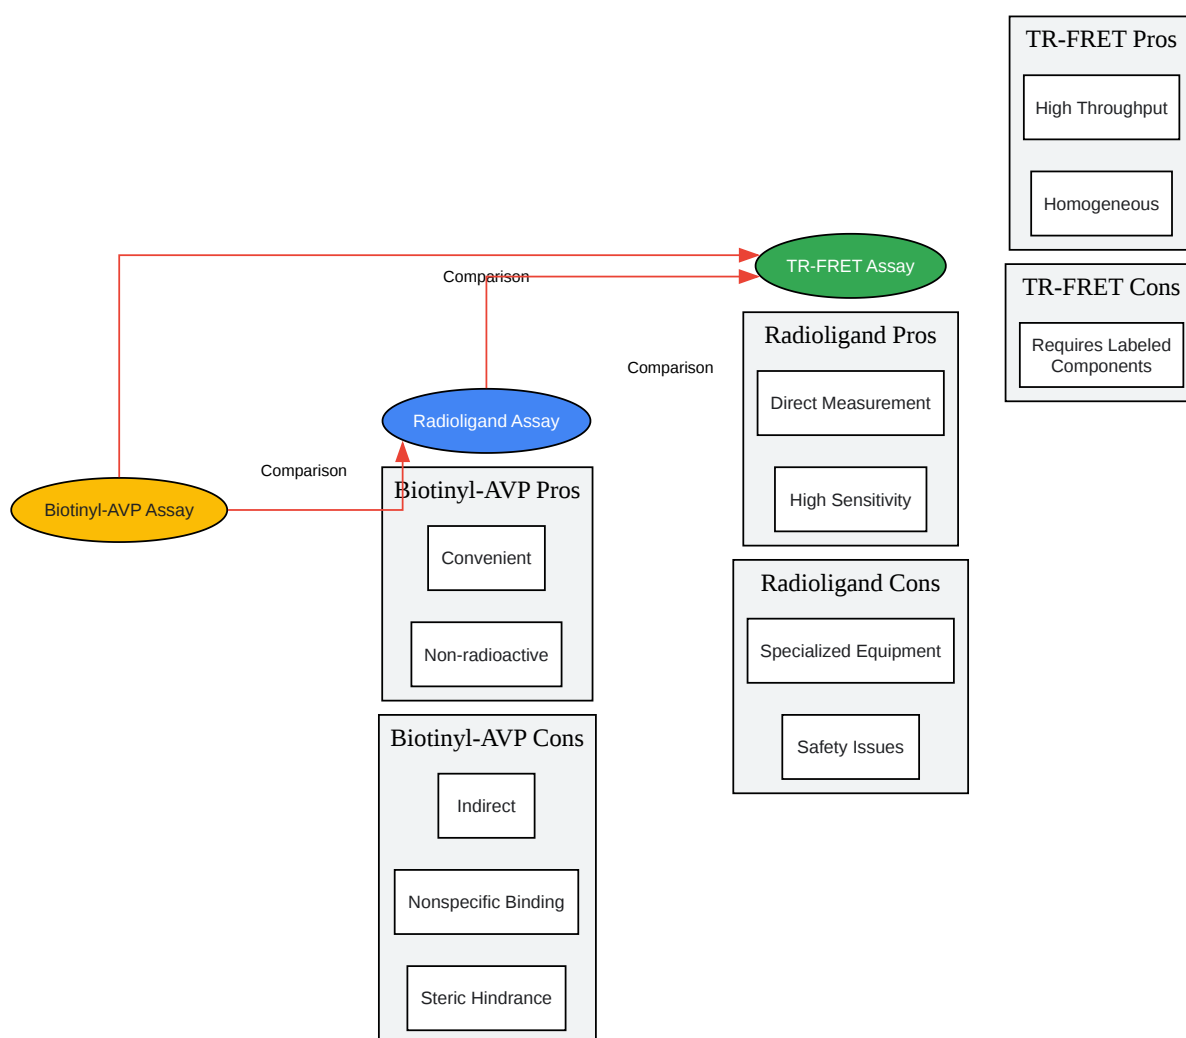 TR-FRET Pros
High Throughput
Homogeneous
TR-FRET Assay
Comparison
TR-FRET Cons
Requires Labeled
Components
Radioligand Pros
Direct Measurement
High Sensitivity
Comparison
Radioligand Assay
Comparison
Biotinyl-AVP Assay
Biotinyl-AVP Pros
Convenient
Non-radioactive
Radioligand Cons
Specialized Equipment
Safety Issues
Biotinyl-AVP Cons
Indirect
Nonspecific Binding
Steric Hindrance